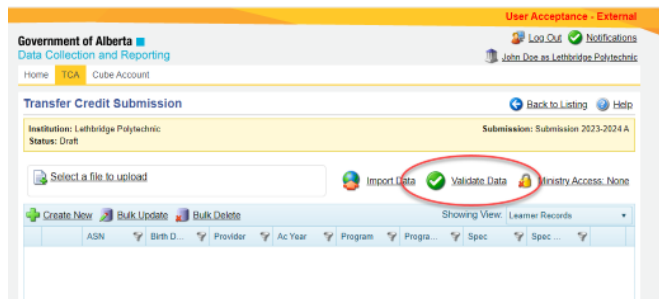 User Acceptance - External
Government of Alberta
Log Out Notifications
Data Collection and Reporting
John Doe as Lethbridge Polytechnic
Home TCA Cube Account
Transfer Credit Submission
Back to Listing Help
Institution: Lethbridge Polytechnic
Submission: Submission 2023-2024 A
Status: Draft
Select a file to upload
Import Data Validate Data Ministry Access: None
Create New Bulk Update Bulk Delete
Showing View: Learner Records
ASN Birth D... Provider Ac Year Program Progra... Spec Spec ...